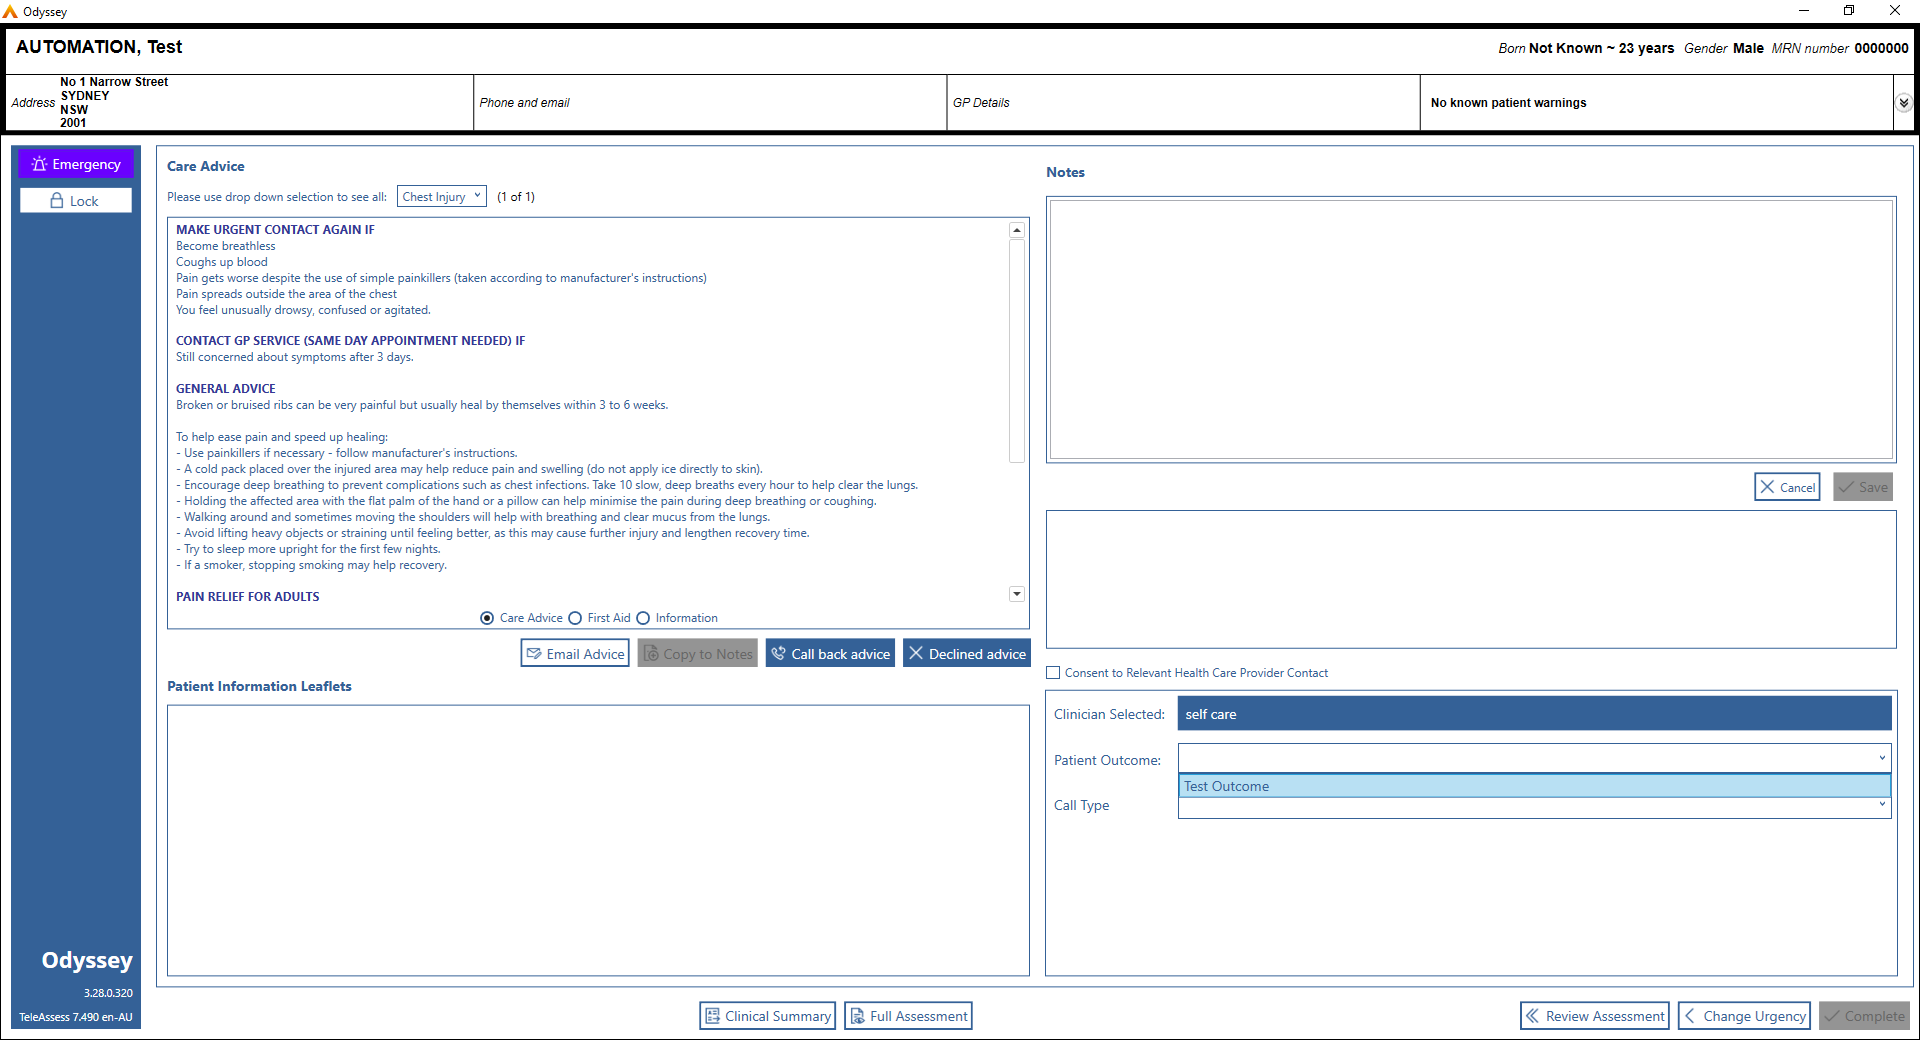 Odyssey
AUTOMATION, Test
Born Not Known ~ 23 years Gender Male MRN number 0000000
Address
No 1 Narrow Street
SYDNEY
NSW
2001
Phone and email
GP Details
No known patient warnings
Emergency
Lock
Care Advice
Please use drop down selection to see all: Chest Injury (1 of 1)
MAKE URGENT CONTACT AGAIN IF
Become breathless
Coughs up blood
Pain gets worse despite the use of simple painkillers (taken according to manufacturer's instructions)
Pain spreads outside the area of the chest
You feel unusually drowsy, confused or agitated.
CONTACT GP SERVICE (SAME DAY APPOINTMENT NEEDED) IF
Still concerned about symptoms after 3 days.
GENERAL ADVICE
Broken or bruised ribs can be very painful but usually heal by themselves within 3 to 6 weeks.
To help ease pain and speed up healing:
- Use painkillers if necessary - follow manufacturer's instructions.
- A cold pack placed over the injured area may help reduce pain and swelling (do not apply ice directly to skin).
- Encourage deep breathing to prevent complications such as chest infections. Take 10 slow, deep breaths every hour to help clear the lungs.
- Holding the affected area with the flat palm of the hand or a pillow can help minimise the pain during deep breathing or coughing.
- Walking around and sometimes moving the shoulders will help with breathing and clear mucus from the lungs.
- Avoid lifting heavy objects or straining until feeling better, as this may cause further injury and lengthen recovery time.
- Try to sleep more upright for the first few nights.
- If a smoker, stopping smoking may help recovery.
PAIN RELIEF FOR ADULTS
Care Advice First Aid Information
Email Advice Copy to Notes Call back advice Declined advice
Patient Information Leaflets
Notes
Cancel Save
Consent to Relevant Health Care Provider Contact
Clinician Selected: self care
Patient Outcome:
Test Outcome
Call Type
Odyssey
3.28.0.320
TeleAssess 7.490 en-AU
Clinical Summary Full Assessment Review Assessment Change Urgency Complete